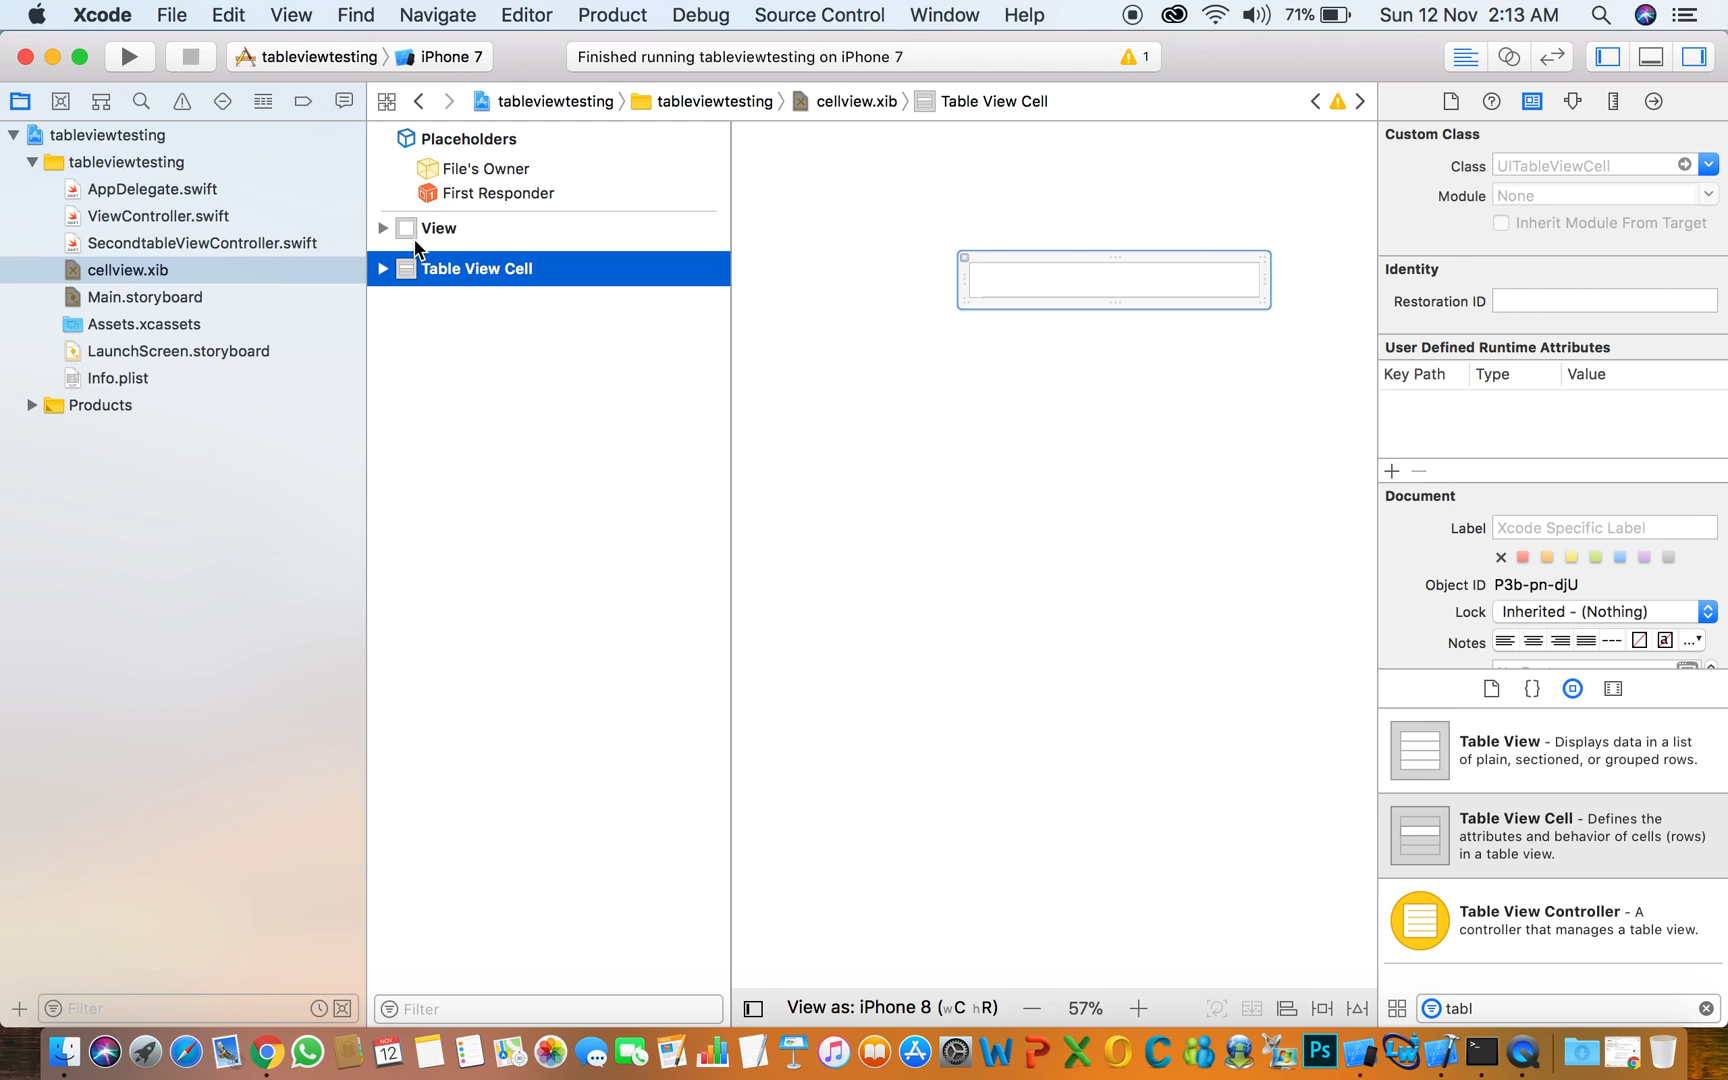 Xcode File Edit View Find Navigate Editor Product Debug Source Control Window Help 71% Sun 12 Nov 2:13 AM
tableviewtesting iPhone 7 Finished running tableviewtesting on iPhone 7 1
tableviewtesting tableviewtesting cellview.xib Table View Cell
tableviewtesting
tableviewtesting
AppDelegate.swift
ViewController.swift
SecondtableViewController.swift
cellview.xib
Main.storyboard
Assets.xcassets
LaunchScreen.storyboard
Info.plist
Products
Filter
Placeholders
File's Owner
First Responder
View
Table View Cell
Filter
View as: iPhone 8 (wC hR) — 57% +
Custom Class
Class UITableViewCell
Module None
Inherit Module From Target
Identity
Restoration ID
User Defined Runtime Attributes
Key Path Type Value
Document
Label Xcode Specific Label
Object ID P3b-pn-djU
Lock Inherited - (Nothing)
Notes
Table View - Displays data in a list
of plain, sectioned, or grouped rows.
Table View Cell - Defines the
attributes and behavior of cells (rows)
in a table view.
Table View Controller - A
controller that manages a table view.
tabl
NOV
12
Ps